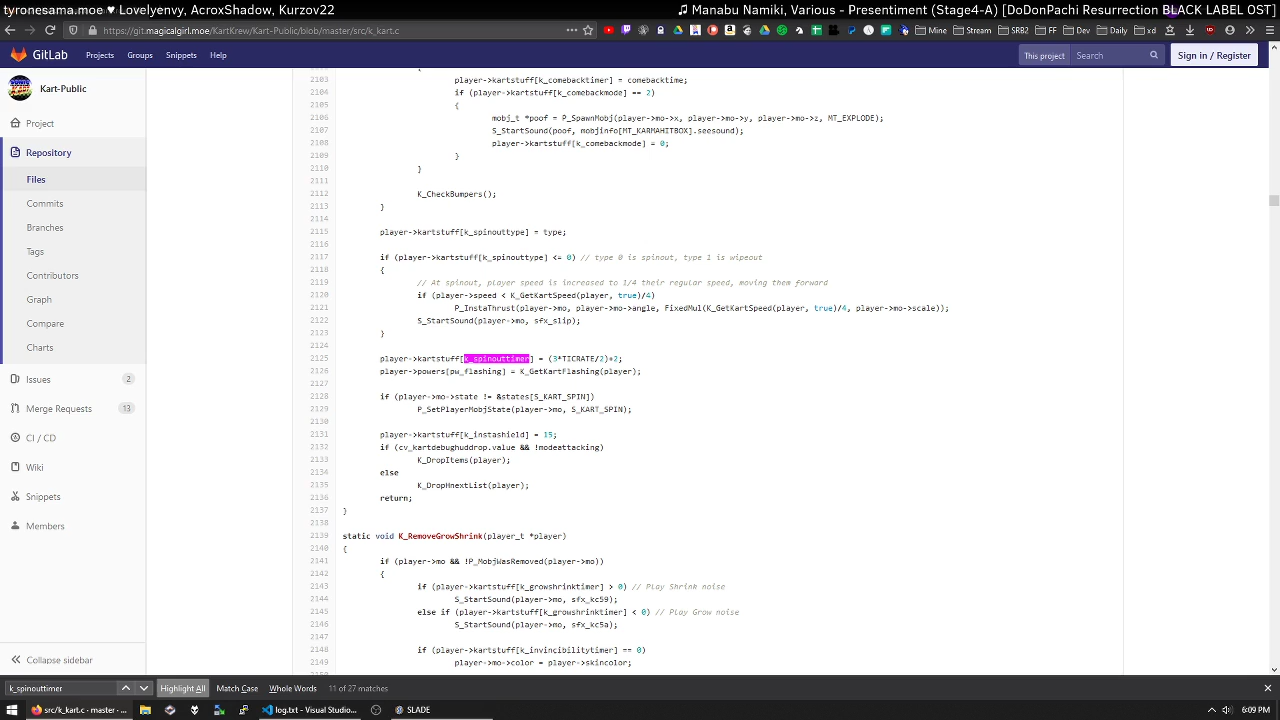 tyronesama.moe ♥ Lovelyenvy, AcroxShadow, Kurzov22
♫ Manabu Namiki, Various - Presentiment (Stage4-A) [DoDonPachi Resurrection BLACK LABEL OST]
https://git.magicalgirl.moe/KartKrew/Kart-Public/blob/master/src/k_kart.c
Mine Stream SRB2 FF Dev Daily xd
GitLab Projects Groups Snippets Help This project Search Sign in / Register
Kart-Public
Project
Repository
Files
Commits
Branches
Tags
Contributors
Graph
Compare
Charts
Issues 2
Merge Requests 13
CI / CD
Wiki
Snippets
Members
Collapse sidebar
{
2103 player->kartstuff[k_comebacktimer] = comebacktime;
2104 if (player->kartstuff[k_comebackmode] == 2)
2105 {
2106 mobj_t *poof = P_SpawnMobj(player->mo->x, player->mo->y, player->mo->z, MT_EXPLODE);
2107 S_StartSound(poof, mobjinfo[MT_KARMAHITBOX].seesound);
2108 player->kartstuff[k_comebackmode] = 0;
2109 }
2110 }
2111
2112 K_CheckBumpers();
2113 }
2114
2115 player->kartstuff[k_spinouttype] = type;
2116
2117 if (player->kartstuff[k_spinouttype] <= 0) // type 0 is spinout, type 1 is wipeout
2118 {
2119 // At spinout, player speed is increased to 1/4 their regular speed, moving them forward
2120 if (player->speed < K_GetKartSpeed(player, true)/4)
2121 P_InstaThrust(player->mo, player->mo->angle, FixedMul(K_GetKartSpeed(player, true)/4, player->mo->scale));
2122 S_StartSound(player->mo, sfx_slip);
2123 }
2124
2125 player->kartstuff[k_spinouttimer] = (3*TICRATE/2)+2;
2126 player->powers[pw_flashing] = K_GetKartFlashing(player);
2127
2128 if (player->mo->state != &states[S_KART_SPIN])
2129 P_SetPlayerMobjState(player->mo, S_KART_SPIN);
2130
2131 player->kartstuff[k_instashield] = 15;
2132 if (cv_kartdebughuddrop.value && !modeattacking)
2133 K_DropItems(player);
2134 else
2135 K_DropHnextList(player);
2136 return;
2137 }
2138
2139 static void K_RemoveGrowShrink(player_t *player)
2140 {
2141 if (player->mo && !P_MobjWasRemoved(player->mo))
2142 {
2143 if (player->kartstuff[k_growshrinktimer] > 0) // Play Shrink noise
2144 S_StartSound(player->mo, sfx_kc59);
2145 else if (player->kartstuff[k_growshrinktimer] < 0) // Play Grow noise
2146 S_StartSound(player->mo, sfx_kc5a);
2147
2148 if (player->kartstuff[k_invincibilitytimer] == 0)
2149 player->mo->color = player->skincolor;
k_spinouttimer Highlight All Match Case Whole Words 11 of 27 matches
src/k_kart.c · master · ... log.txt - Visual Studio... SLADE 6:09 PM